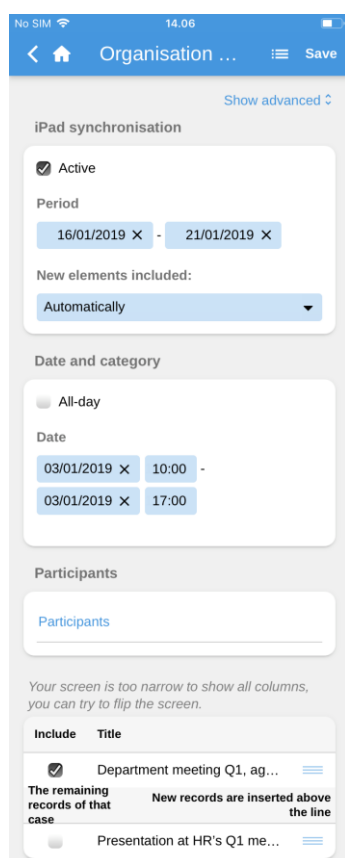 No SIM 14.06
Organisation ... Save
Show advanced
iPad synchronisation
Active
Period
16/01/2019 × - 21/01/2019 ×
New elements included:
Automatically
Date and category
All-day
Date
03/01/2019 × 10:00 -
03/01/2019 × 17:00
Participants
Participants
Your screen is too narrow to show all columns,
you can try to flip the screen.
Include Title
Department meeting Q1, ag...
The remaining
records of that
case
New records are inserted above
the line
Presentation at HR's Q1 me...